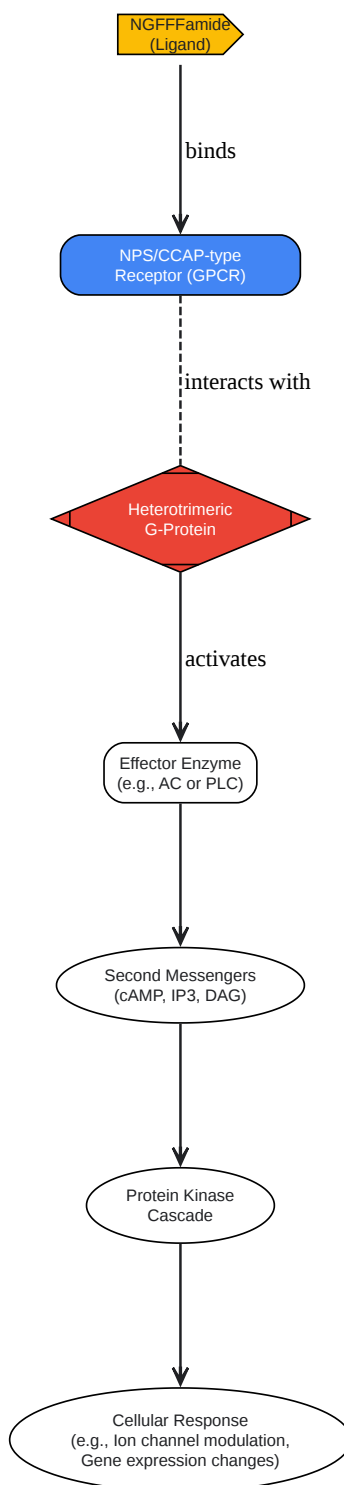 NGFFFamide
(Ligand)
binds
NPS/CCAP-type
Receptor (GPCR)
interacts with
Heterotrimeric
G-Protein
activates
Effector Enzyme
(e.g., AC or PLC)
Second Messengers
(cAMP, IP3, DAG)
Protein Kinase
Cascade
Cellular Response
(e.g., Ion channel modulation,
Gene expression changes)